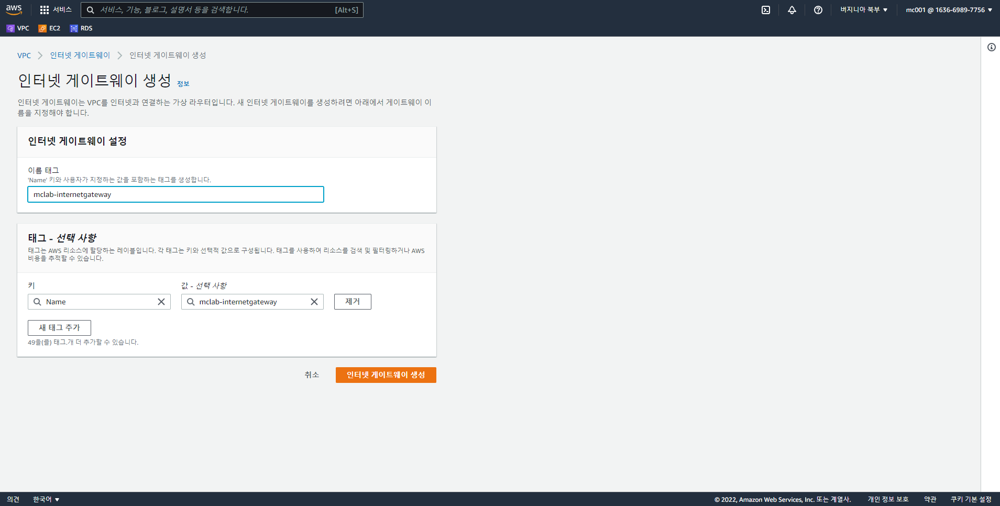 aws
서비스
서비스, 기능, 블로그, 설명서 등을 검색합니다.
[Alt+S]
버지니아 북부 ▼
mc001 @ 1636-6989-7756 ▼
VPC
EC2
RDS
VPC
인터넷 게이트웨이
인터넷 게이트웨이 생성
인터넷 게이트웨이 생성 정보
인터넷 게이트웨이는 VPC를 인터넷과 연결하는 가상 라우터입니다. 새 인터넷 게이트웨이를 생성하려면 아래에서 게이트웨이 이
름을 지정해야 합니다.
인터넷 게이트웨이 설정
이름 태그
'Name' 키와 사용자가 지정하는 값을 포함하는 태그를 생성합니다.
mclab-internetgateway
태그 - 선택 사항
태그는 AWS 리소스에 할당하는 레이블입니다. 각 태그는 키와 선택적 값으로 구성됩니다. 태그를 사용하여 리소스를 검색 및 필터링하거나 AWS
비용을 추적할 수 있습니다.
키
값 - 선택 사항
Name
mclab-internetgateway
제거
새 태그 추가
49을(를) 태그.개 더 추가할 수 있습니다.
취소
인터넷 게이트웨이 생성
의견
한국어 ▼
© 2022, Amazon Web Services, Inc. 또는 계열사.
개인 정보 보호
약관
쿠키 기본 설정